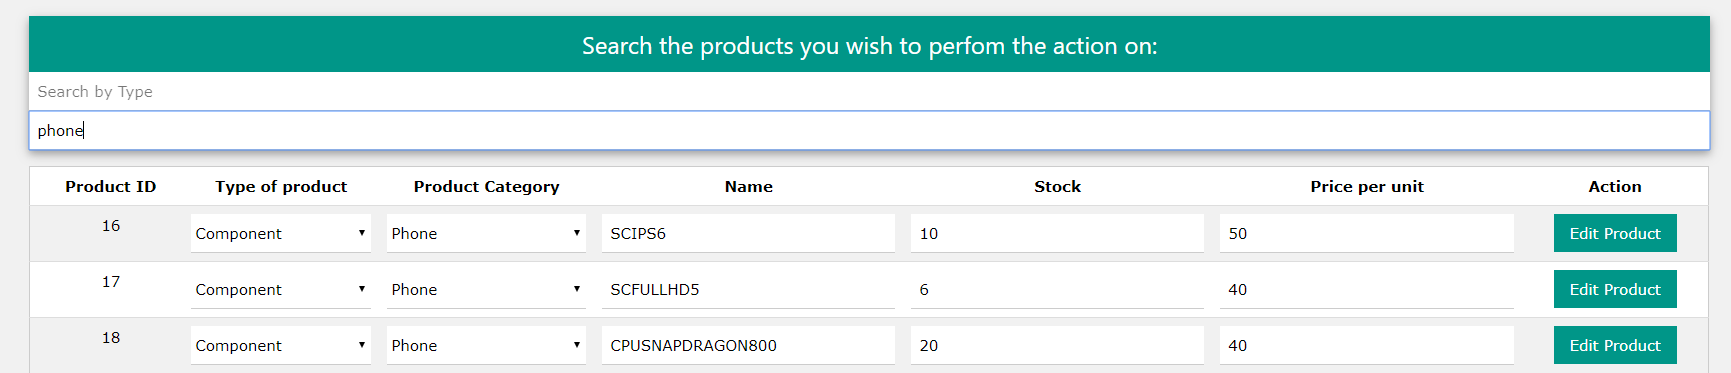 Search the products you wish to perfom the action on:
Search by Type
phone
Product ID Type of product Product Category Name Stock Price per unit Action
16 Component Phone SCIPS6 10 50 Edit Product
17 Component Phone SCFULLHD5 6 40 Edit Product
18 Component Phone CPUSNAPDRAGON800 20 40 Edit Product